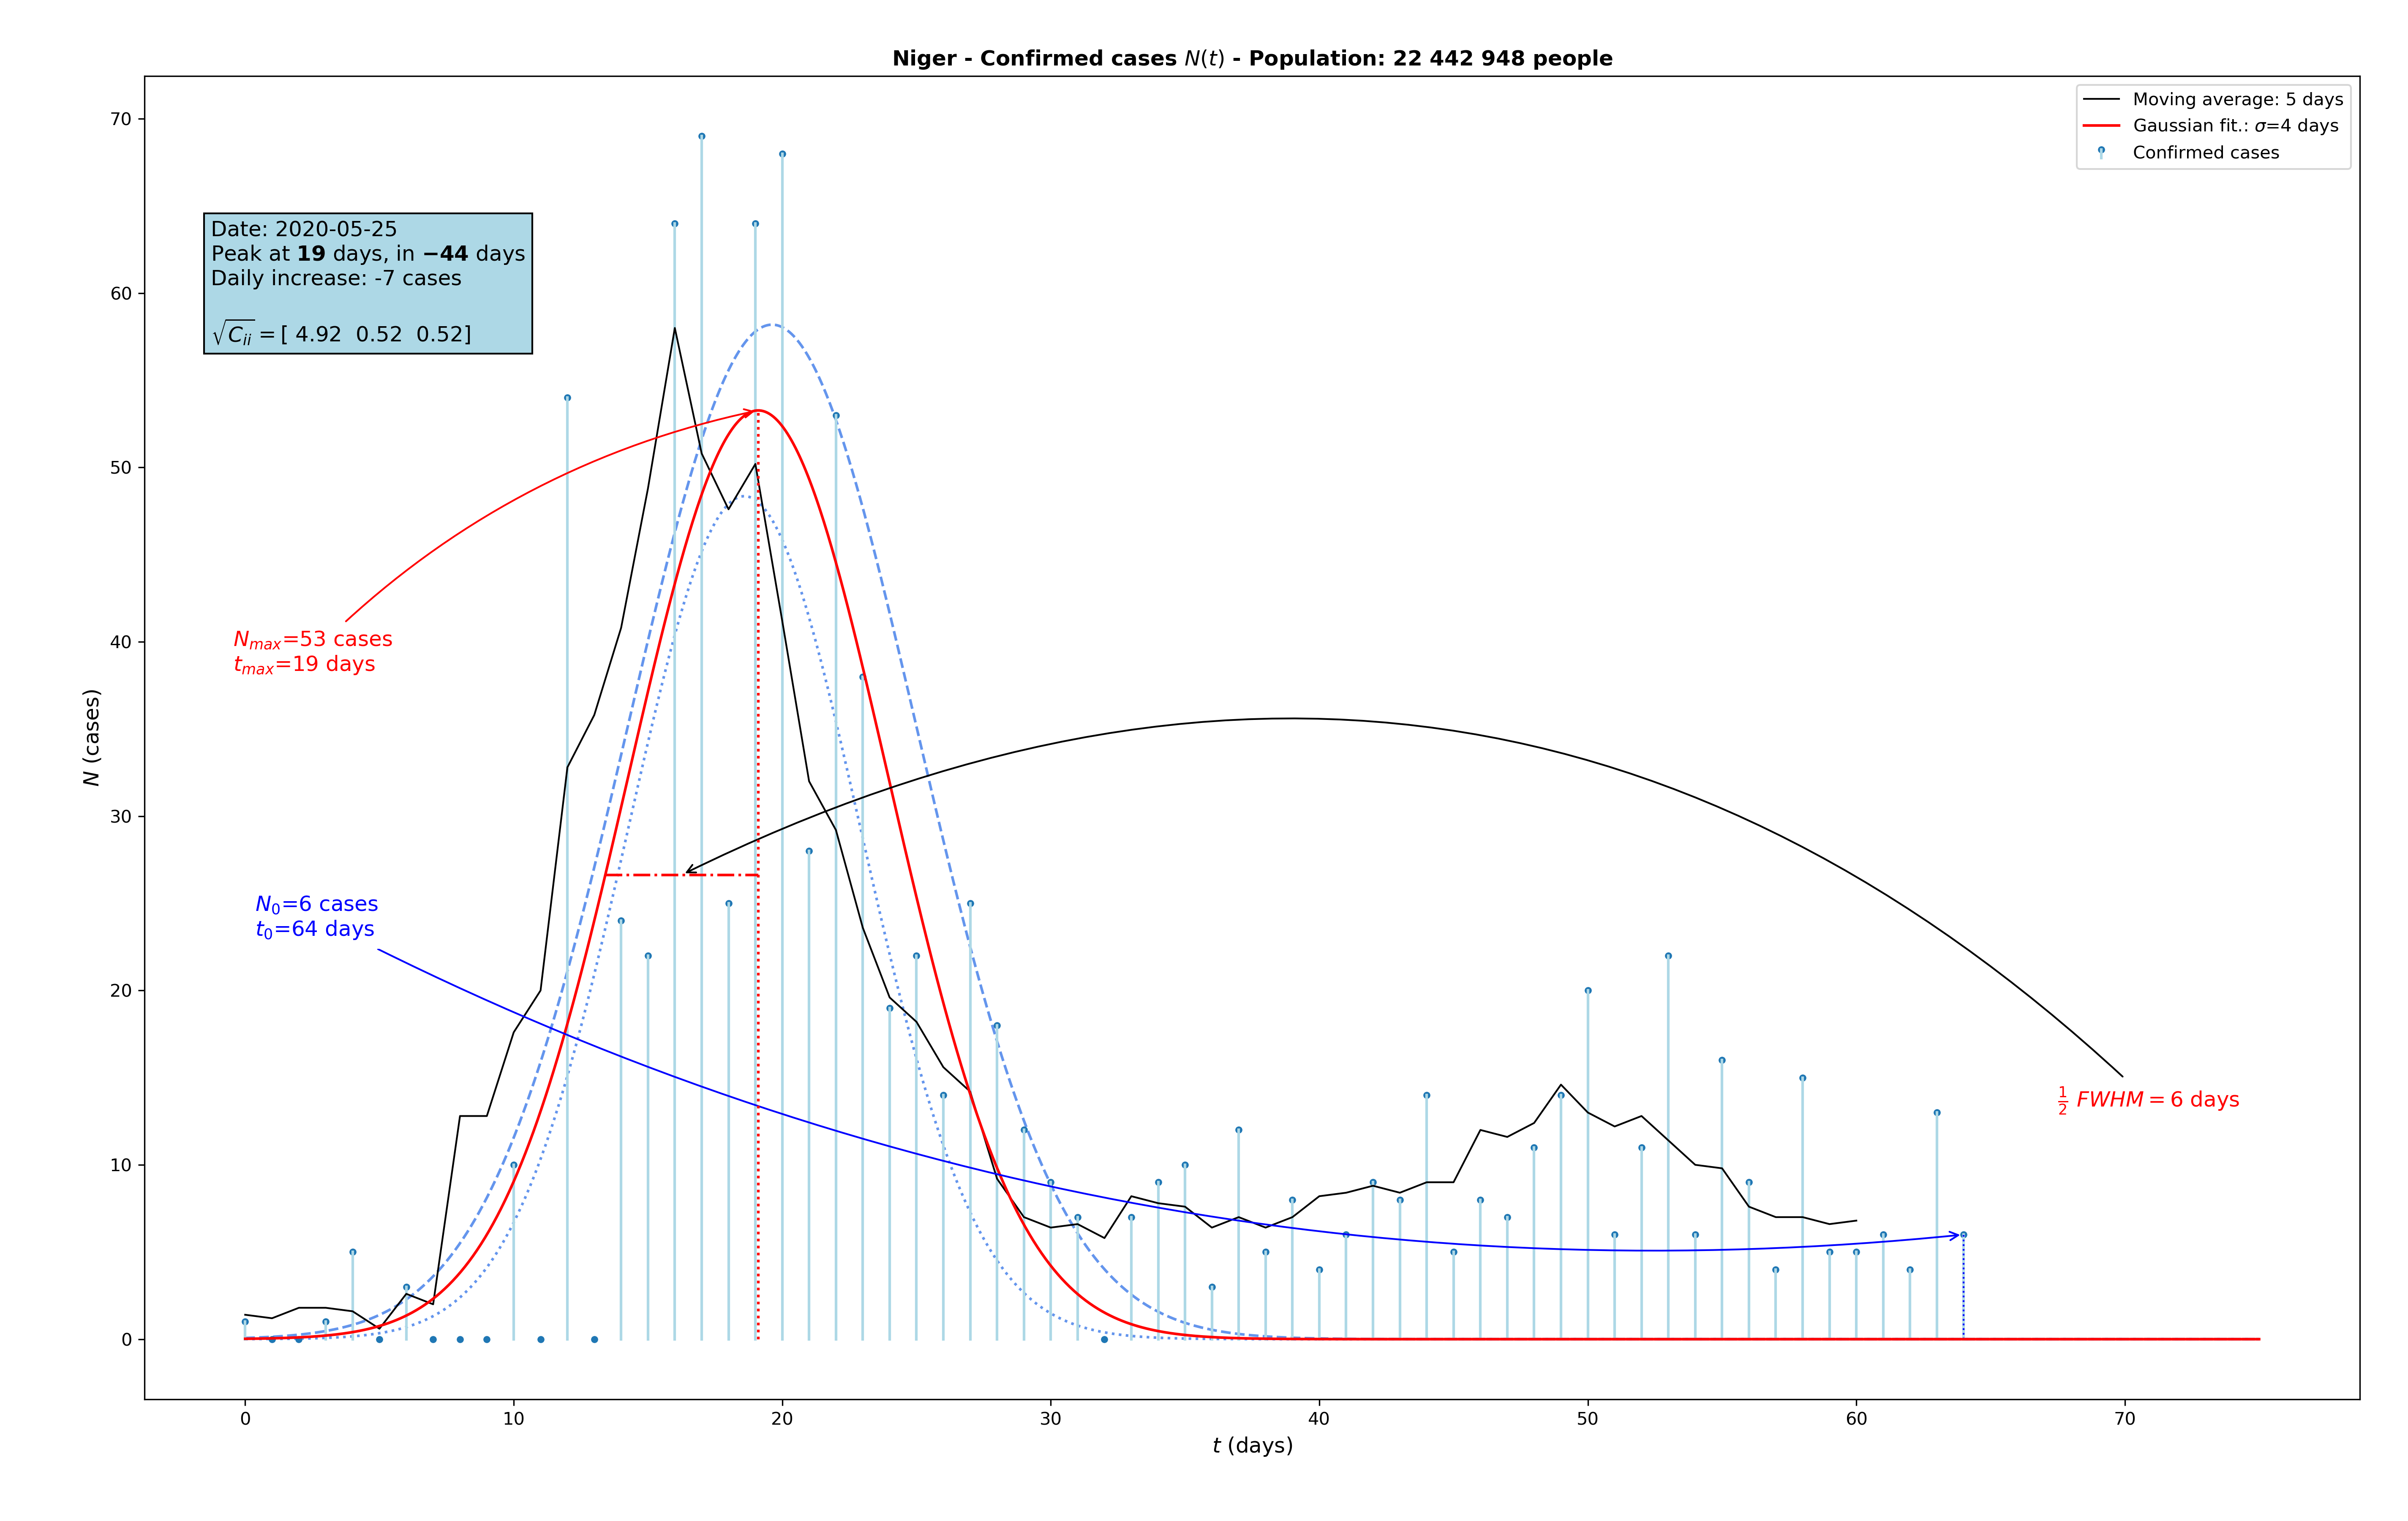 Niger - Confirmed cases N(t) - Population: 22 442 948 people
Moving average: 5 days
Gaussian fit.: σ=4 days
Confirmed cases
Date: 2020-05-25
Peak at 19 days, in −44 days
Daily increase: -7 cases
√C_ii = [ 4.92 0.52 0.52]
N_max=53 cases
t_max=19 days
N_0=6 cases
t_0=64 days
1/2 FWHM = 6 days
N (cases)
70
60
50
40
30
20
10
0
0 10 20 30 40 50 60 70
t (days)